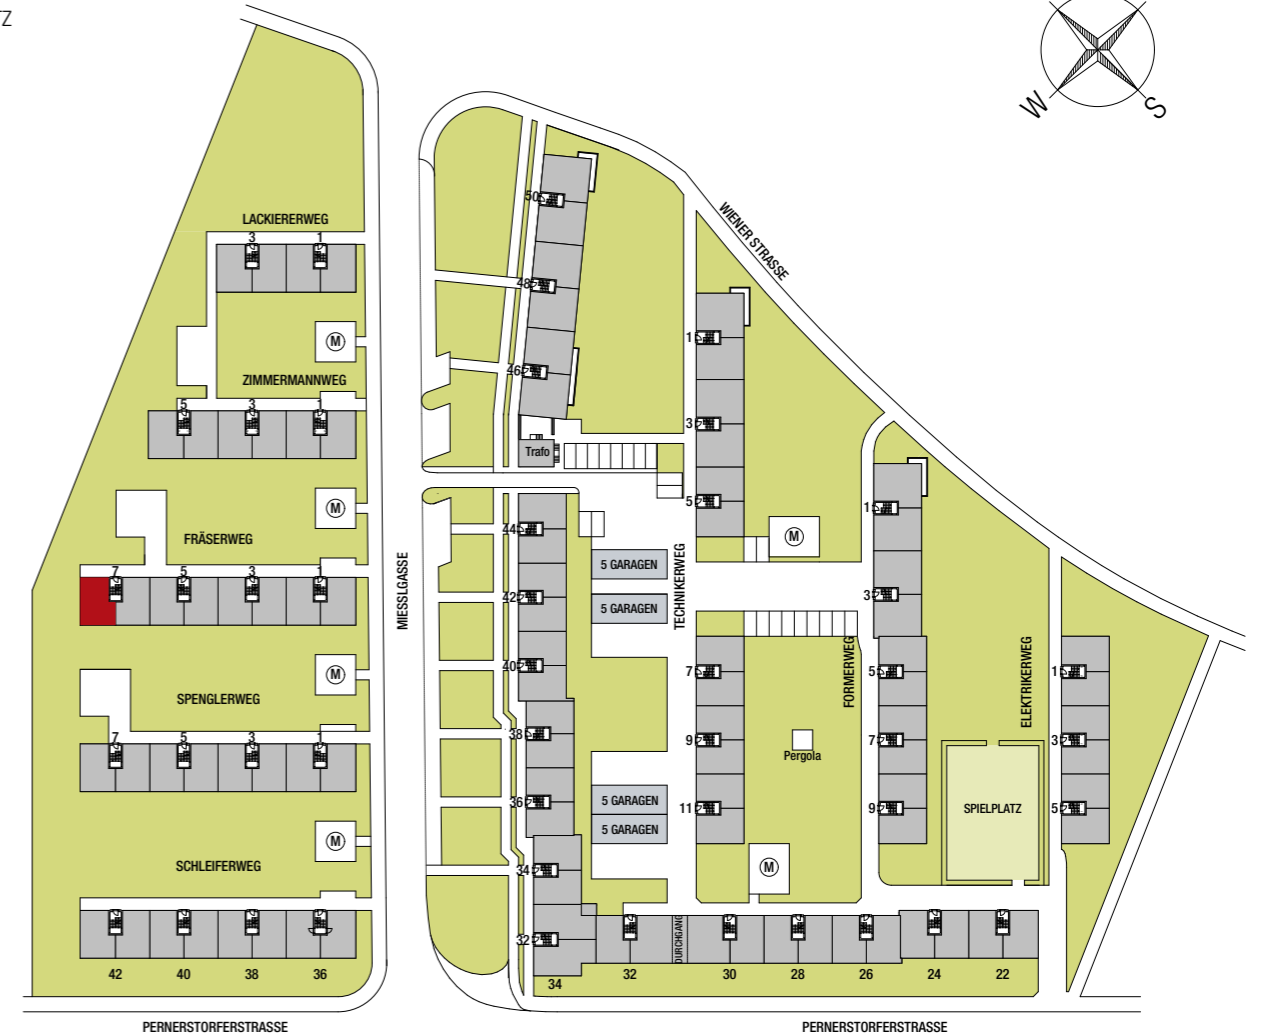 TZ
W
S
WIENER STRASSE
LACKIERERWEG
3
1
M
ZIMMERMANNWEG
5
3
1
M
FRÄSERWEG
7
5
3
1
M
SPENGLERWEG
7
5
3
1
M
SCHLEIFERWEG
42
40
38
36
PERNERSTORFERSTRASSE
MIESSLGASSE
50
48
46
Trafo
44
42
40
38
36
34
32
34
5 GARAGEN
5 GARAGEN
5 GARAGEN
5 GARAGEN
TECHNIKERWEG
1
3
5
M
7
9
11
Pergola
M
FORMERWEG
1
3
5
7
9
SPIELPLATZ
ELEKTRIKERWEG
1
3
5
32
DURCHGANG
30
28
26
24
22
PERNERSTORFERSTRASSE